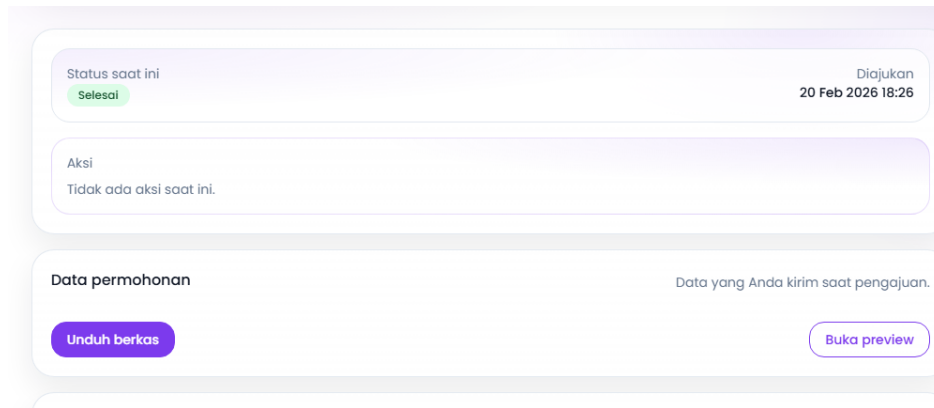 Status saat ini
Diajukan
Selesai
20 Feb 2026 18:26
Aksi
Tidak ada aksi saat ini.
Data permohonan
Data yang Anda kirim saat pengajuan.
Unduh berkas
Buka preview